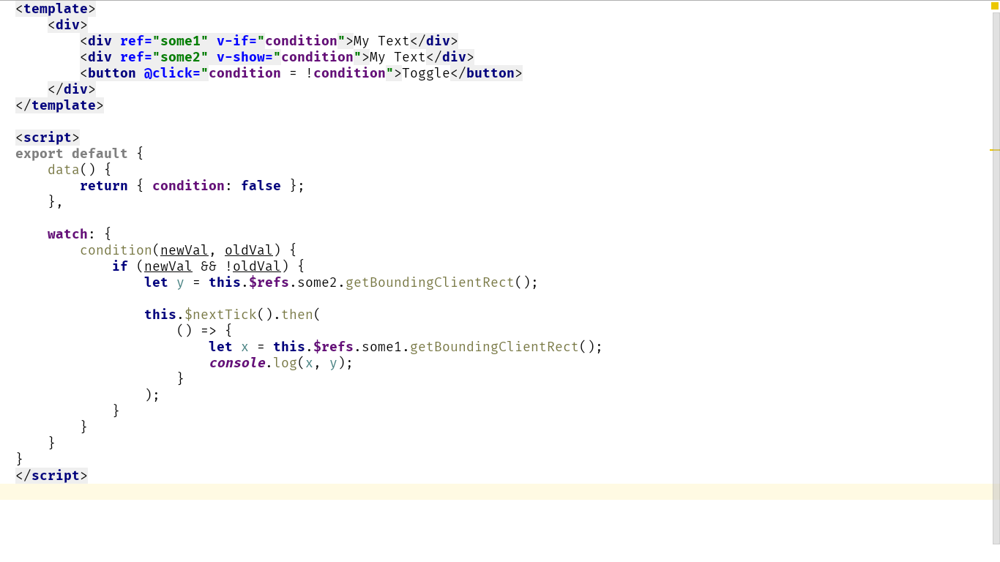 <template>
    <div>
        <div ref="some1" v-if="condition">My Text</div>
        <div ref="some2" v-show="condition">My Text</div>
        <button @click="condition = !condition">Toggle</button>
    </div>
</template>

<script>
export default {
    data() {
        return { condition: false };
    },

    watch: {
        condition(newVal, oldVal) {
            if (newVal && !oldVal) {
                let y = this.$refs.some2.getBoundingClientRect();

                this.$nextTick().then(
                    () => {
                        let x = this.$refs.some1.getBoundingClientRect();
                        console.log(x, y);
                    }
                );
            }
        }
    }
}
</script>